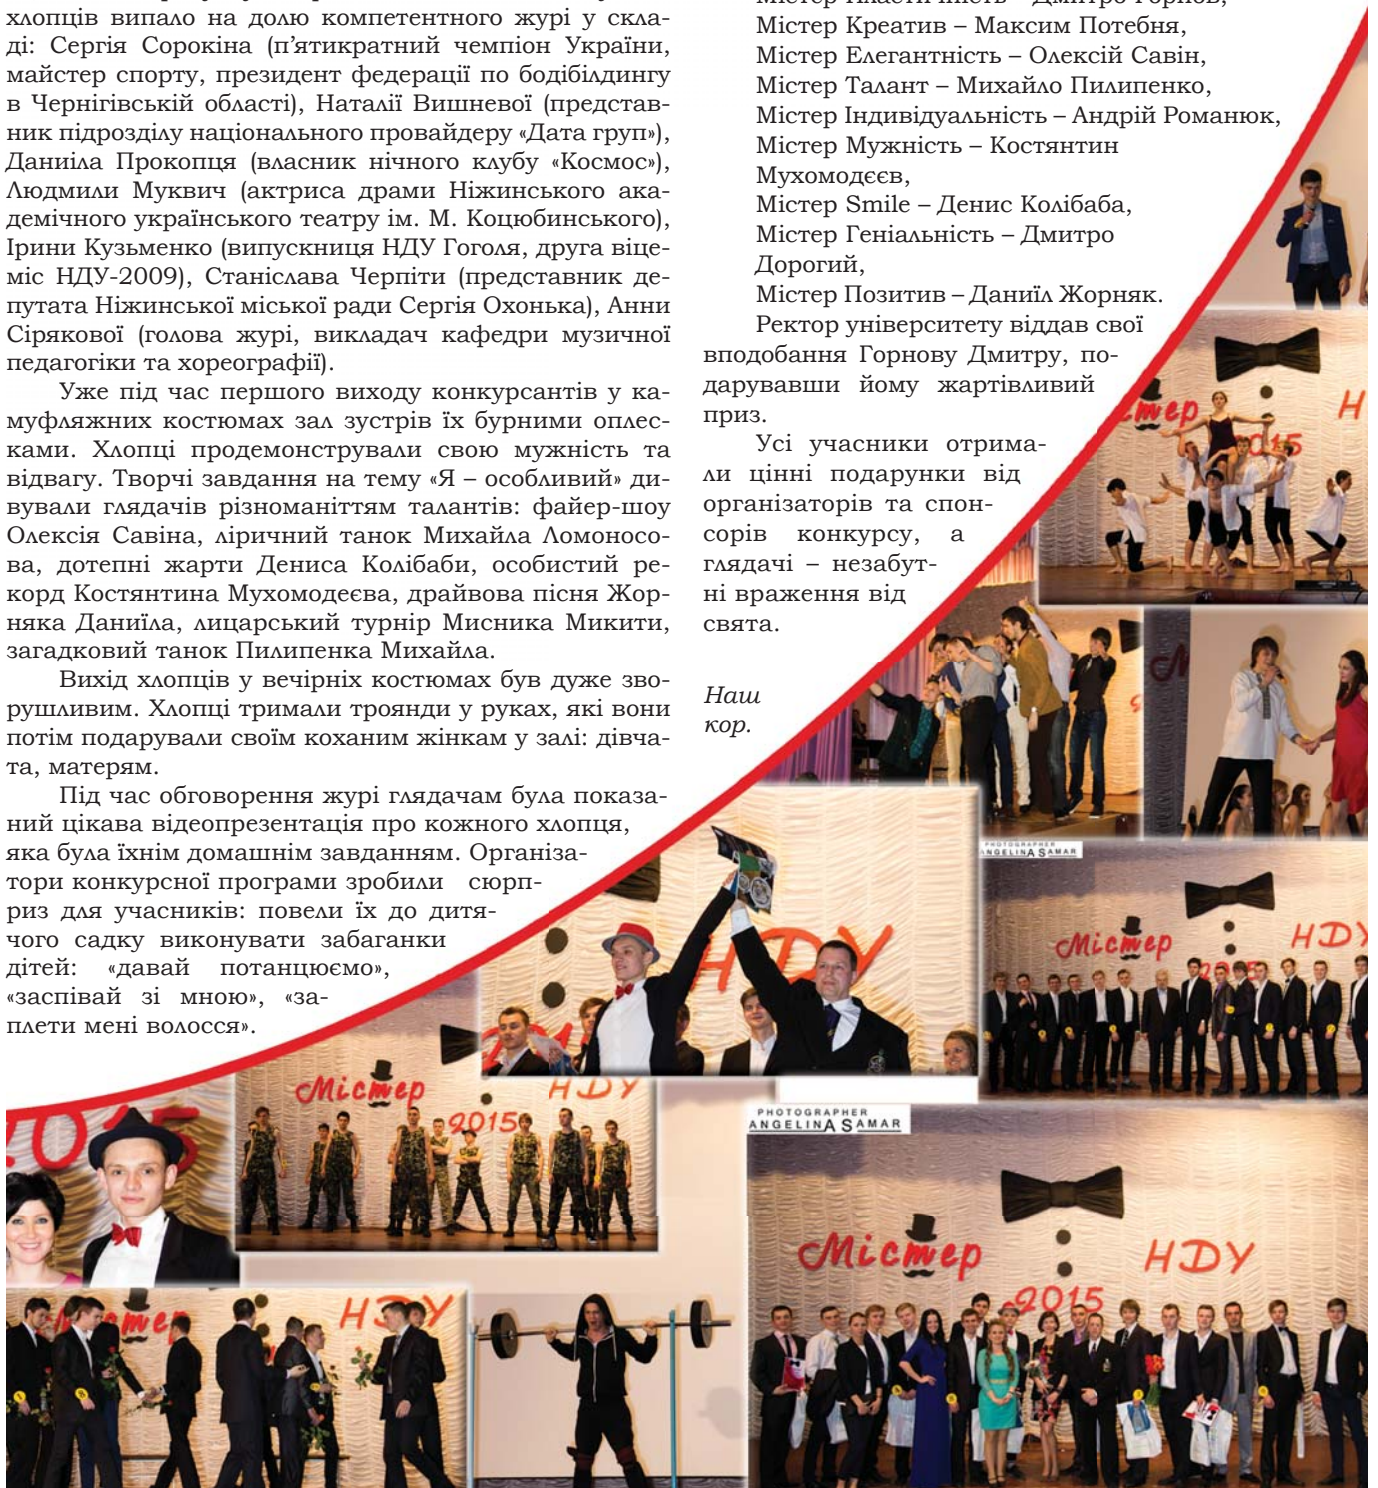 хлопців випало на долю компетентного журі у скла-
ді: Сергія Сорокіна (п’ятикратний чемпіон України,
майстер спорту, президент федерації по бодібілдингу
в Чернігівській області), Наталії Вишневої (представ-
ник підрозділу національного провайдеру «Дата груп»),
Даниіла Прокопця (власник нічного клубу «Космос»),
Людмили Муквич (актриса драми Ніжинського ака-
демічного українського театру ім. М. Коцюбинського),
Ірини Кузьменко (випускниця НДУ Гоголя, друга віце-
міс НДУ-2009), Станіслава Черпіти (представник де-
путата Ніжинської міської ради Сергія Охонька), Анни
Сірякової (голова журі, викладач кафедри музичної
педагогіки та хореографії).
Уже під час першого виходу конкурсантів у ка-
муфляжних костюмах зал зустрів їх бурними оплес-
ками. Хлопці продемонстрували свою мужність та
відвагу. Творчі завдання на тему «Я – особливий» ди-
вували глядачів різноманіттям талантів: файер-шоу
Олексія Савіна, ліричний танок Михайла Ломоносо-
ва, дотепні жарти Дениса Колібаби, особистий ре-
корд Костянтина Мухомодеєва, драйвова пісня Жор-
няка Даниїла, лицарський турнір Мисника Микити,
загадковий танок Пилипенка Михайла.
Вихід хлопців у вечірніх костюмах був дуже зво-
рушливим. Хлопці тримали троянди у руках, які вони
потім подарували своїм коханим жінкам у залі: дівча-
та, матерям.
Під час обговорення журі глядачам була показа-
ний цікава відеопрезентація про кожного хлопця,
яка була їхнім домашнім завданням. Організа-
тори конкурсної програми зробили сюрп-
риз для учасників: повели їх до дитя-
чого садку виконувати забаганки
дітей: «давай потанцюємо»,
«заспівай зі мною», «за-
плети мені волосся».
Містер Пластичність – Дмитро Горнов,
Містер Креатив – Максим Потебня,
Містер Елегантність – Олексій Савін,
Містер Талант – Михайло Пилипенко,
Містер Індивідуальність – Андрій Романюк,
Містер Мужність – Костянтин
Мухомодєєв,
Містер Smile – Денис Колібаба,
Містер Геніальність – Дмитро
Дорогий,
Містер Позитив – Даниїл Жорняк.
Ректор університету віддав свої
вподобання Горнову Дмитру, по-
дарувавши йому жартівливий
приз.
Усі учасники отрима-
ли цінні подарунки від
організаторів та спон-
сорів конкурсу, а
глядачі – незабут-
ні враження від
свята.
Наш
кор.
2015
PHOTOGRAPHER
ANGELINA SAMAR
Містер
НДУ
2015
НДУ
2015
Містер
НДУ
2015
2015
PHOTOGRAPHER
ANGELINA SAMAR
Містер
НДУ
2015
НДУ